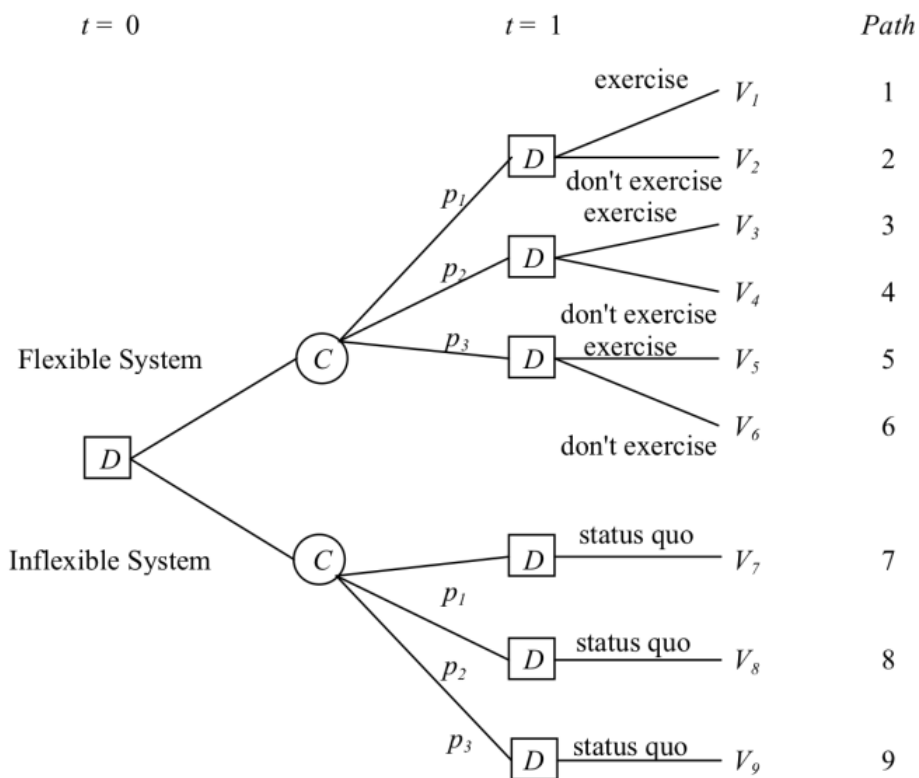 t = 0 t = 1 Path
exercise V1 1
D V2 2
p1 don't exercise
exercise V3 3
D
p2 V4 4
don't exercise
p3 exercise
Flexible System C D V5 5
V6 6
don't exercise
D
status quo
Inflexible System C D V7 7
p1
status quo
D V8 8
p2
p3 status quo
D V9 9